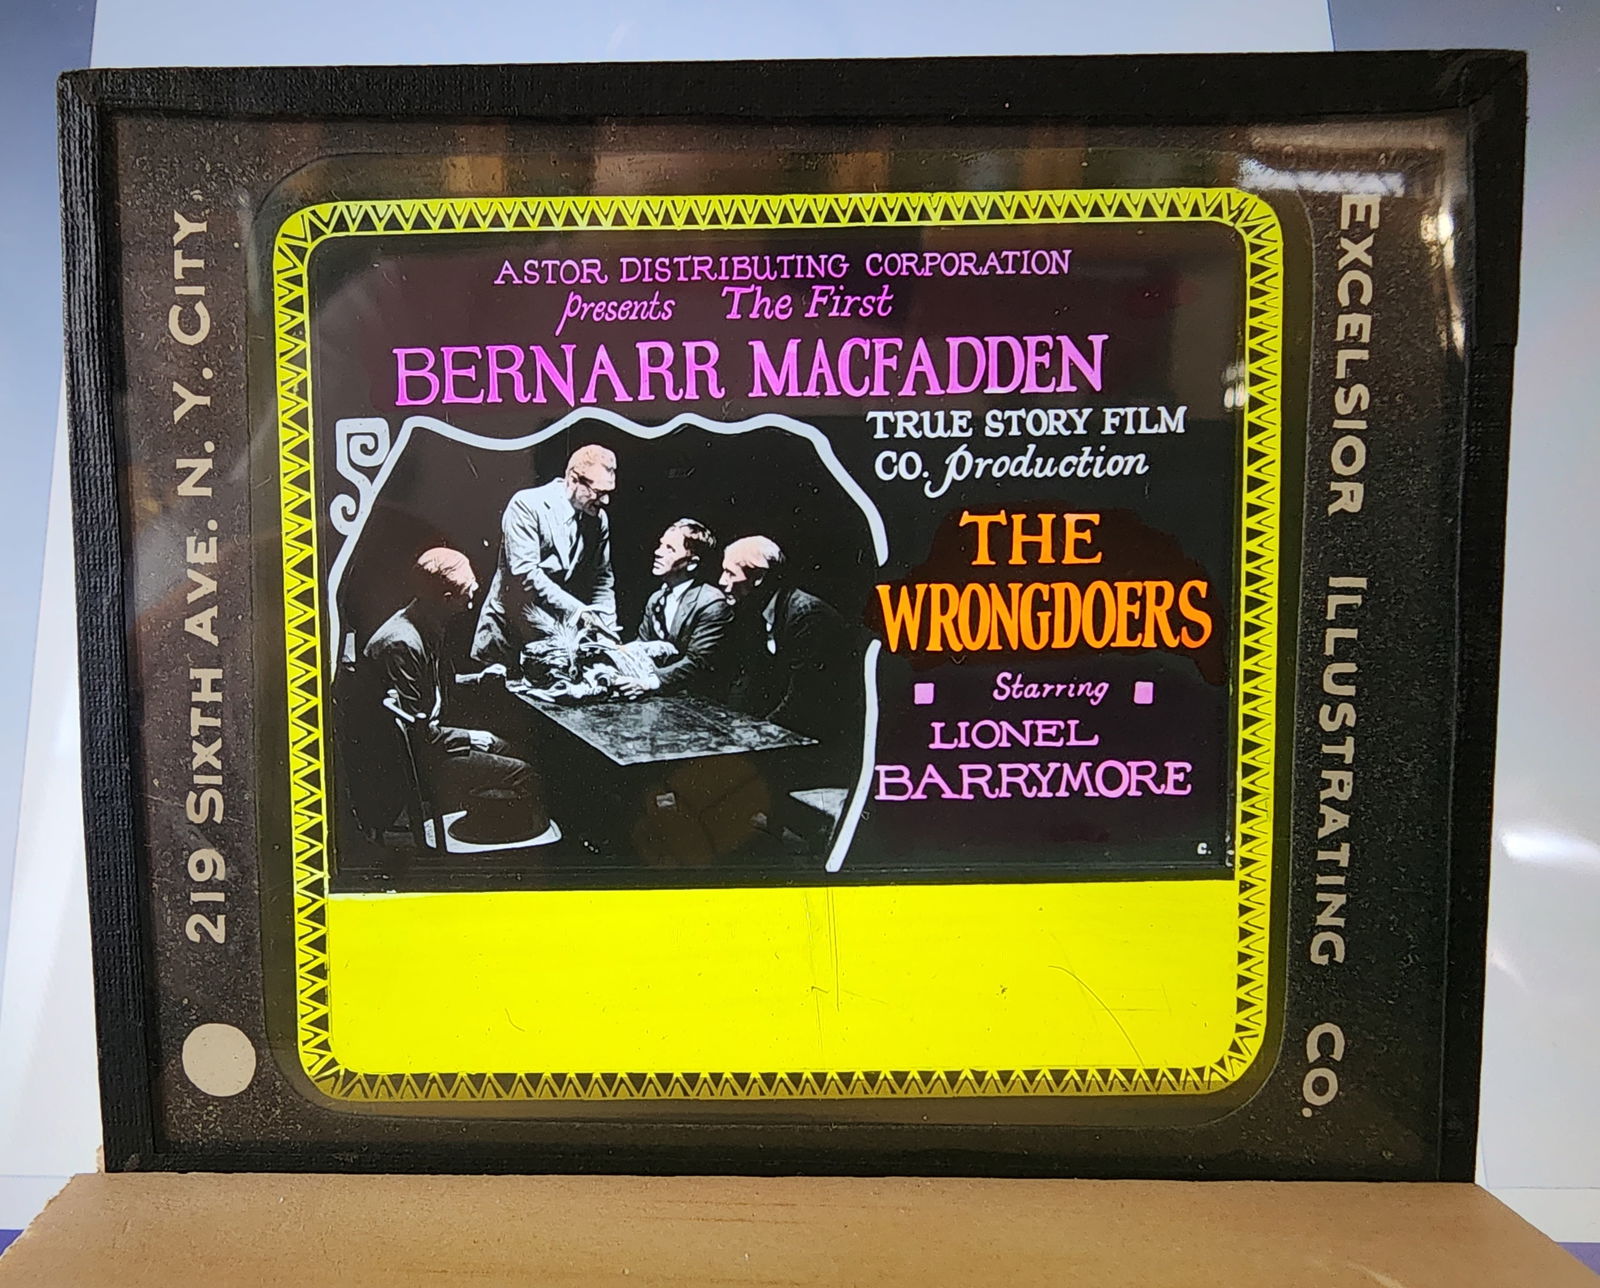 ASTOR DISTRIBUTING CORPORATION
presents The First
BERNARR MACFADDEN
TRUE STORY FILM
CO. production
THE
WRONGDOERS
Starring
LIONEL
BARRYMORE
C.
219 SIXTH AVE. N. Y. CITY.
EXCELSIOR ILLUSTRATING CO.